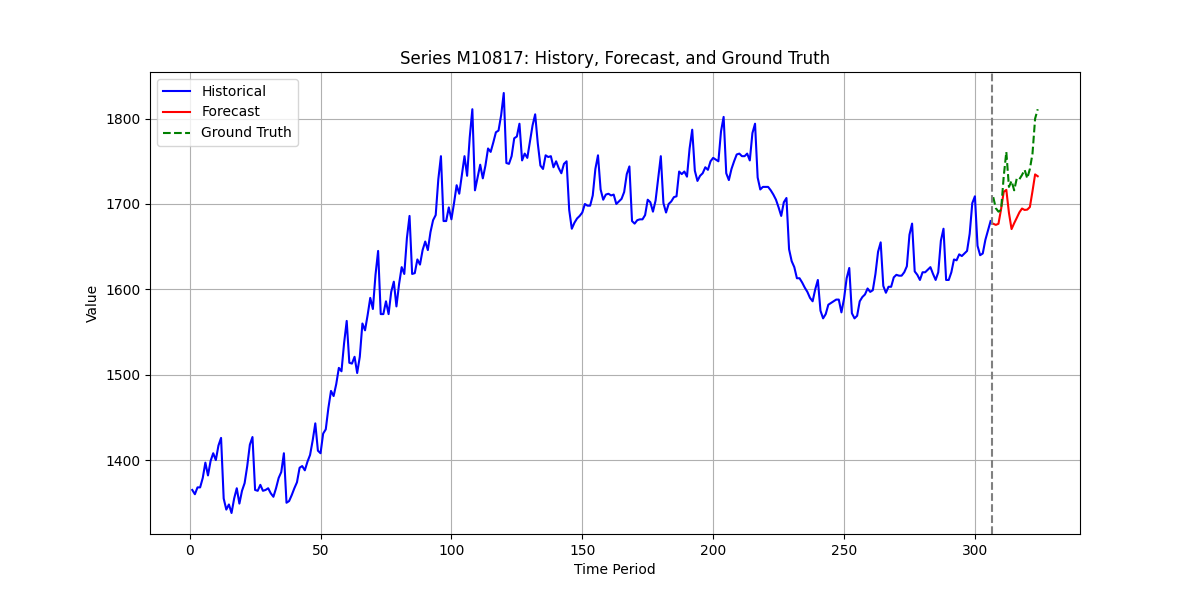 Series M10817: History, Forecast, and Ground Truth
Historical
Forecast
Ground Truth
Value
1800
1700
1600
1500
1400
0 50 100 150 200 250 300
Time Period